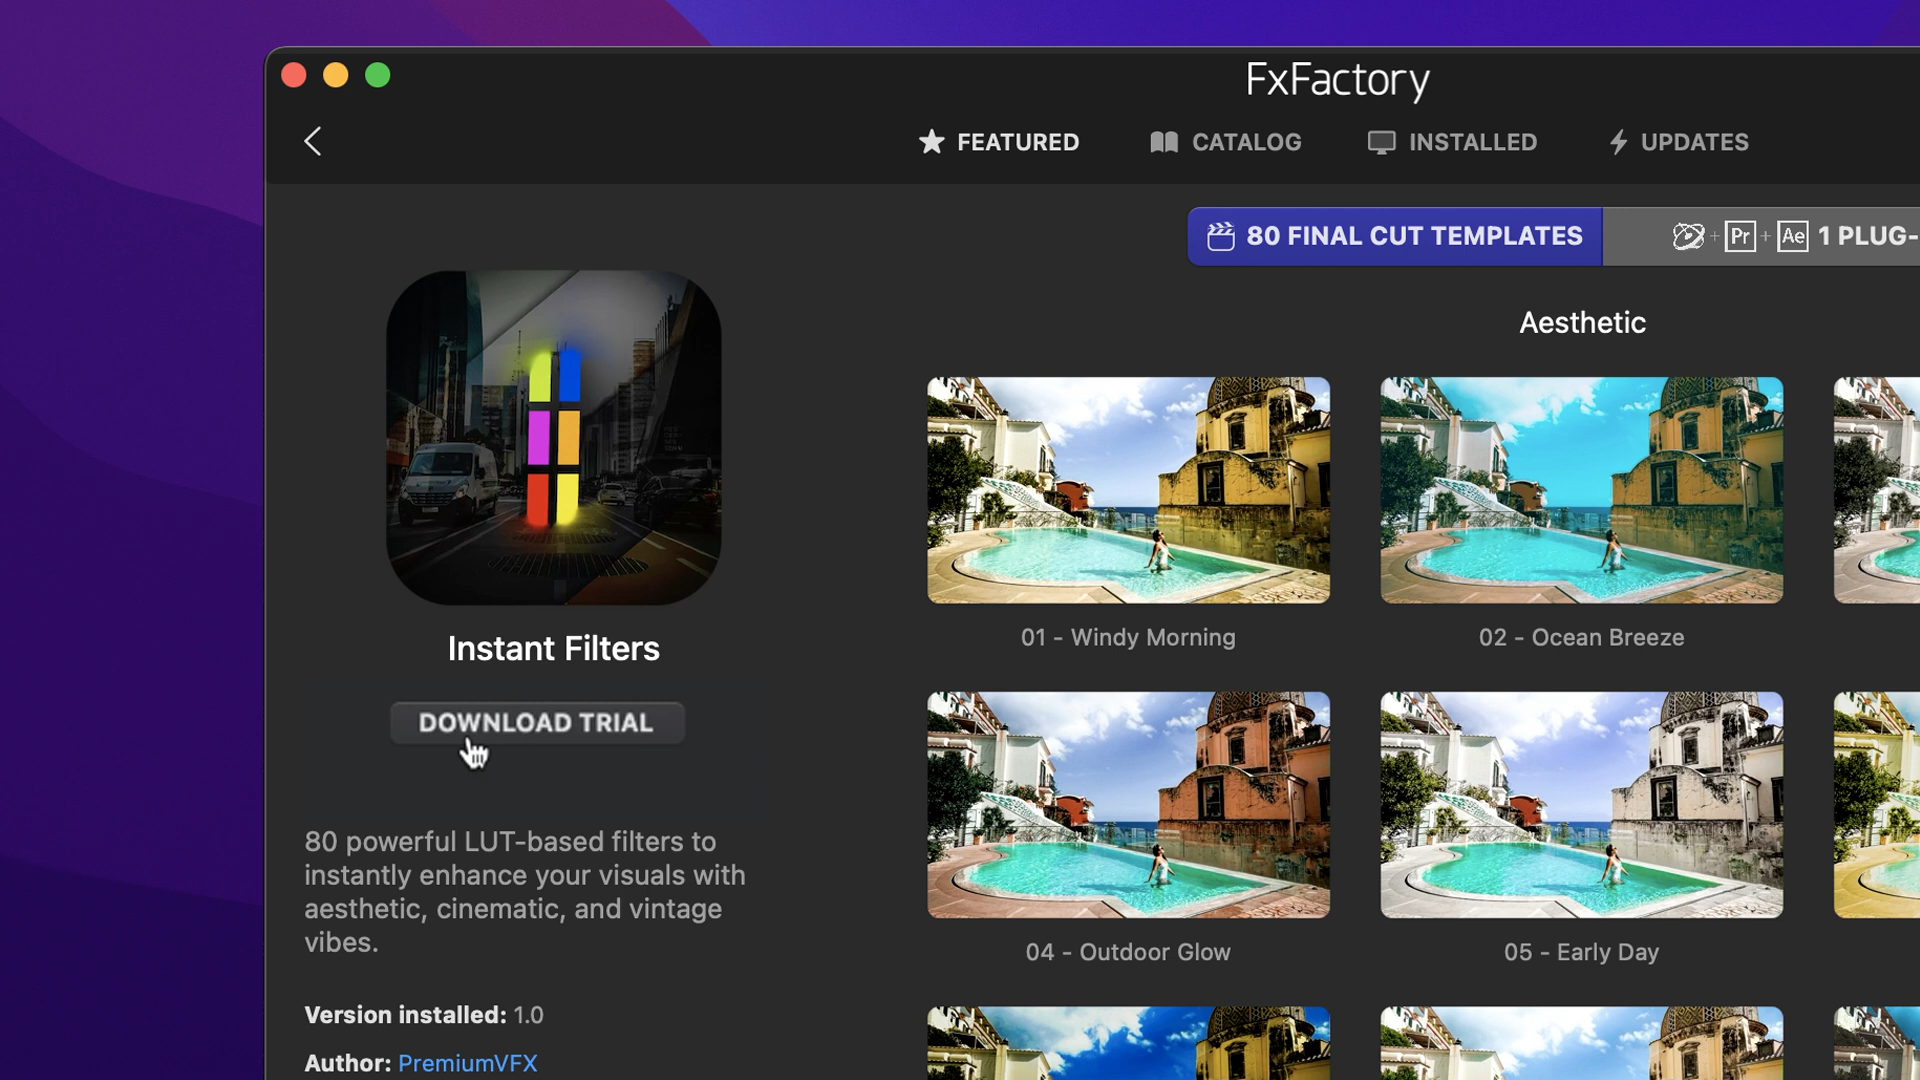 FxFactory
FEATURED
CATALOG
INSTALLED
UPDATES
80 FINAL CUT TEMPLATES
+ Pr + Ae 1 PLUG-
Instant Filters
DOWNLOAD TRIAL
80 powerful LUT-based filters to
instantly enhance your visuals with
aesthetic, cinematic, and vintage
vibes.
Version installed: 1.0
Author: PremiumVFX
Aesthetic
01 - Windy Morning
02 - Ocean Breeze
04 - Outdoor Glow
05 - Early Day